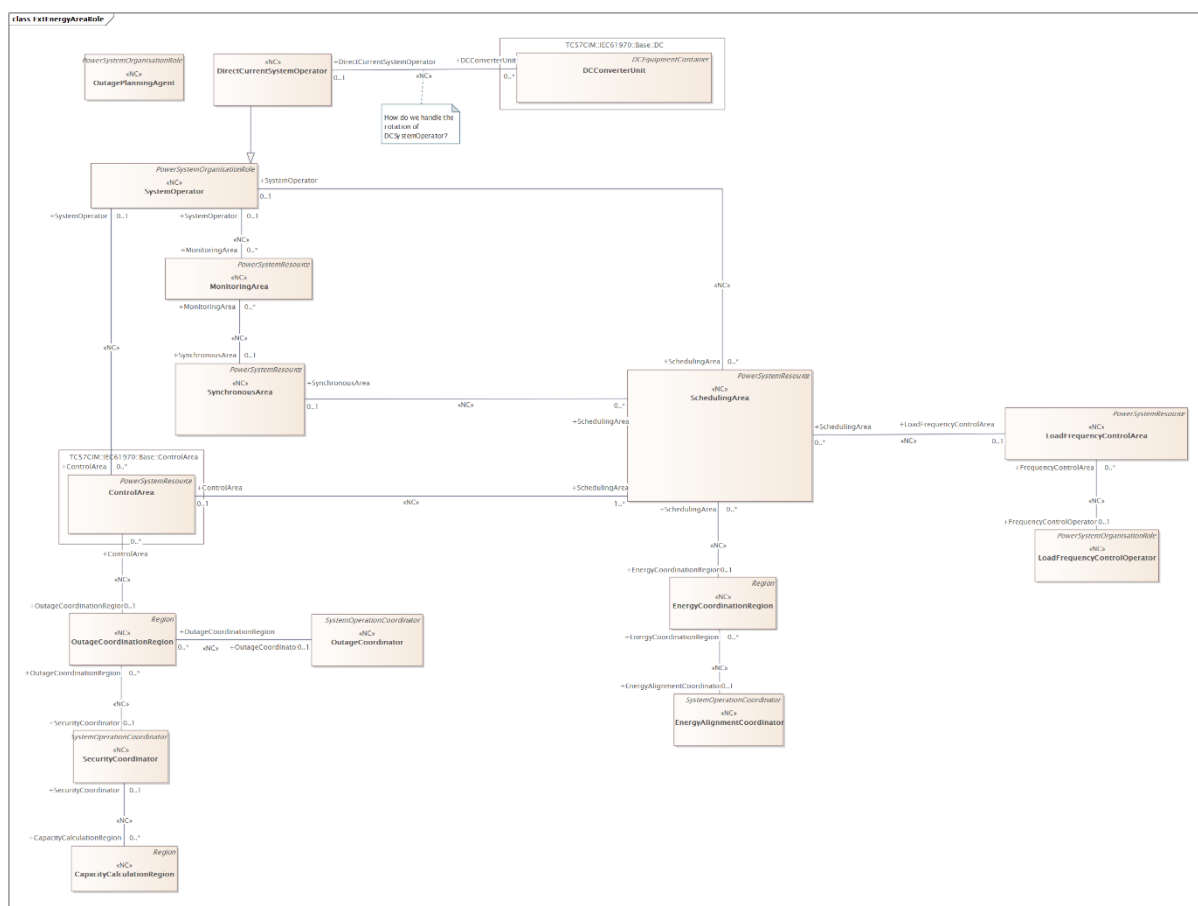 class ExtEnergyAreaRole
PowerSystemOrganisationRole
«NC»
OutagePlanningAgent
«NC»
DirectCurrentSystemOperator
+DirectCurrentSystemOperator
0..1
«NC»
+DCConverterUnit
0..*
TC57CIM::IEC61970::Base::DC
DCEquipmentContainer
DCConverterUnit
How do we handle the
rotation of
DCSystemOperator?
PowerSystemOrganisationRole
«NC»
SystemOperator
+SystemOperator
0..1
+SystemOperator 0..1
+SystemOperator 0..1
«NC»
+MonitoringArea 0..*
PowerSystemResource
«NC»
MonitoringArea
+MonitoringArea 0..*
«NC»
«NC»
«NC»
+SynchronousArea 0..1
PowerSystemResource
«NC»
SynchronousArea
+SynchronousArea
0..1
«NC»
0..*
+SchedulingArea
+SchedulingArea 0..*
PowerSystemResource
«NC»
SchedulingArea
+SchedulingArea
0..*
+LoadFrequencyControlArea
«NC»
0..1
PowerSystemResource
«NC»
LoadFrequencyControlArea
+FrequencyControlArea 0..*
«NC»
+FrequencyControlOperator 0..1
PowerSystemOrganisationRole
«NC»
LoadFrequencyControlOperator
TC57CIM::IEC61970::Base::ControlArea
+ControlArea 0..*
PowerSystemResource
ControlArea
+ControlArea
0..1
«NC»
+SchedulingArea
1..*
0..*
+ControlArea
«NC»
+OutageCoordinationRegion 0..1
Region
«NC»
OutageCoordinationRegion
+OutageCoordinationRegion
0..*
«NC»
+OutageCoordinato 0..1
SystemOperationCoordinator
«NC»
OutageCoordinator
+OutageCoordinationRegion 0..*
«NC»
+SecurityCoordinator 0..1
SystemOperationCoordinator
«NC»
SecurityCoordinator
+SecurityCoordinator 0..1
«NC»
+CapacityCalculationRegion 0..*
Region
«NC»
CapacityCalculationRegion
+SchedulingArea 0..*
«NC»
+EnergyCoordinationRegion 0..1
Region
«NC»
EnergyCoordinationRegion
+EnergyCoordinationRegion 0..*
«NC»
+EnergyAlignmentCoordinato 0..1
SystemOperationCoordinator
«NC»
EnergyAlignmentCoordinator